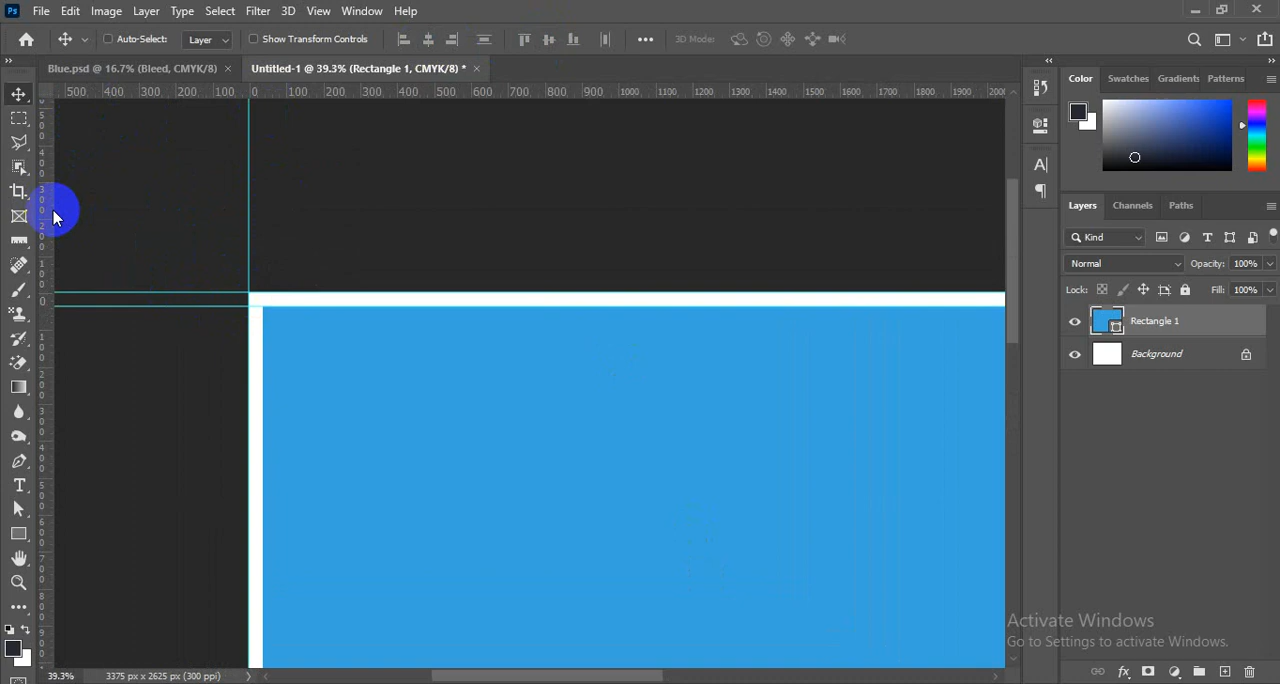 Ps File Edit Image Layer Type Select Filter 3D View Window Help
Auto-Select: Layer Show Transform Controls 3D Mode:
Blue.psd @ 16.7% (Bleed, CMYK/8) × Untitled-1 @ 39.3% (Rectangle 1, CMYK/8) * ×
500 400 300 200 100 0 100 200 300 400 500 600 700 800 900 1000 1100 1200 1300 1400 1500 1600 1700 1800 1900 200
Color Swatches Gradients Patterns
Layers Channels Paths
Kind
Normal Opacity: 100%
Lock: Fill: 100%
Rectangle 1
Background
Activate Windows
Go to Settings to activate Windows.
39.3% 3375 px x 2625 px (300 ppi)